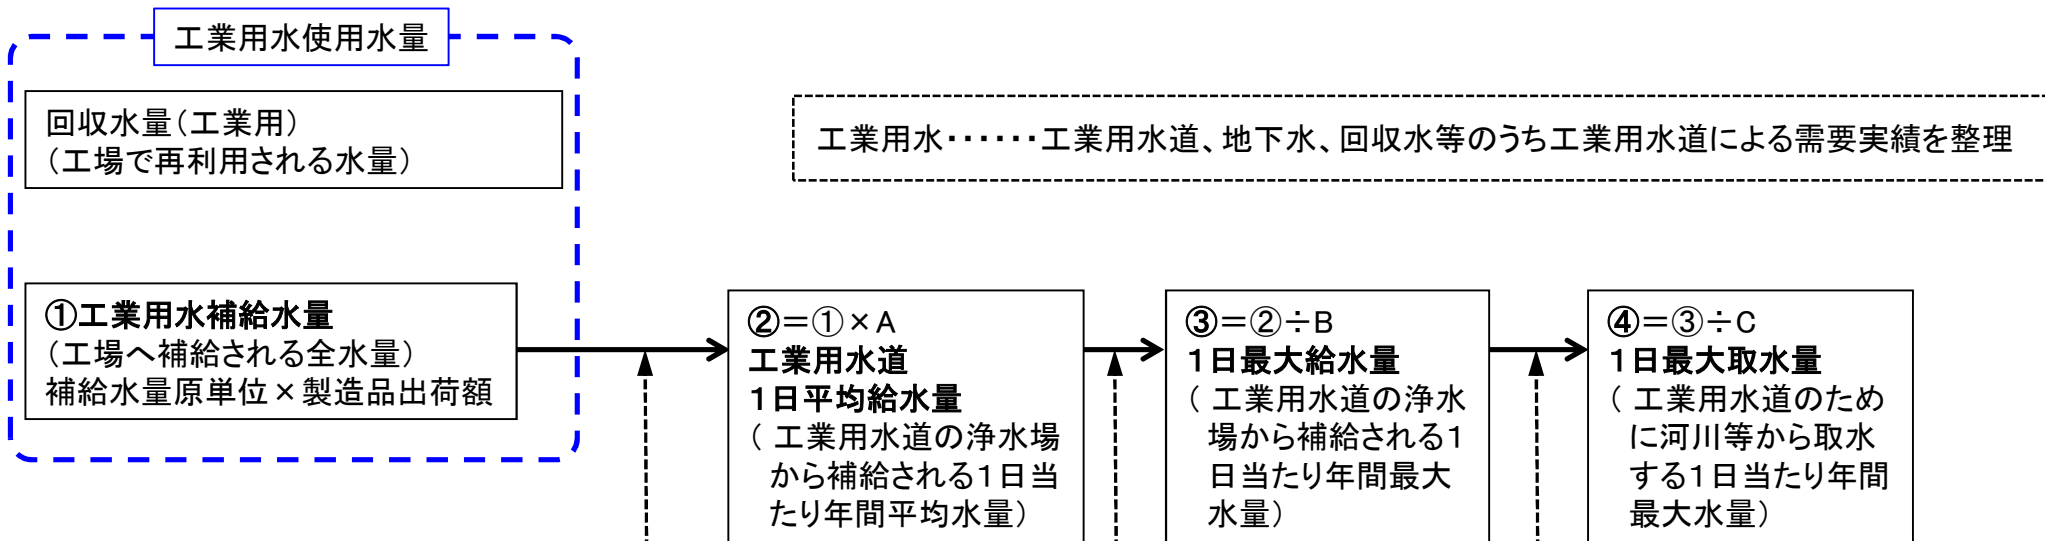 工業用水使用水量
回収水量(工業用)
(工場で再利用される水量)
工業用水・・・・・・工業用水道、地下水、回収水等のうち工業用水道による需要実績を整理
①工業用水補給水量
(工場へ補給される全水量)
補給水量原単位×製造品出荷額
②=①×A
工業用水道
1日平均給水量
( 工業用水道の浄水場
から補給される1日当
たり年間平均水量)
③=②÷B
1日最大給水量
( 工業用水道の浄水
場から補給される1
日当たり年間最大
水量)
④=③÷C
1日最大取水量
( 工業用水道のため
に河川等から取水
する1日当たり年間
最大水量)